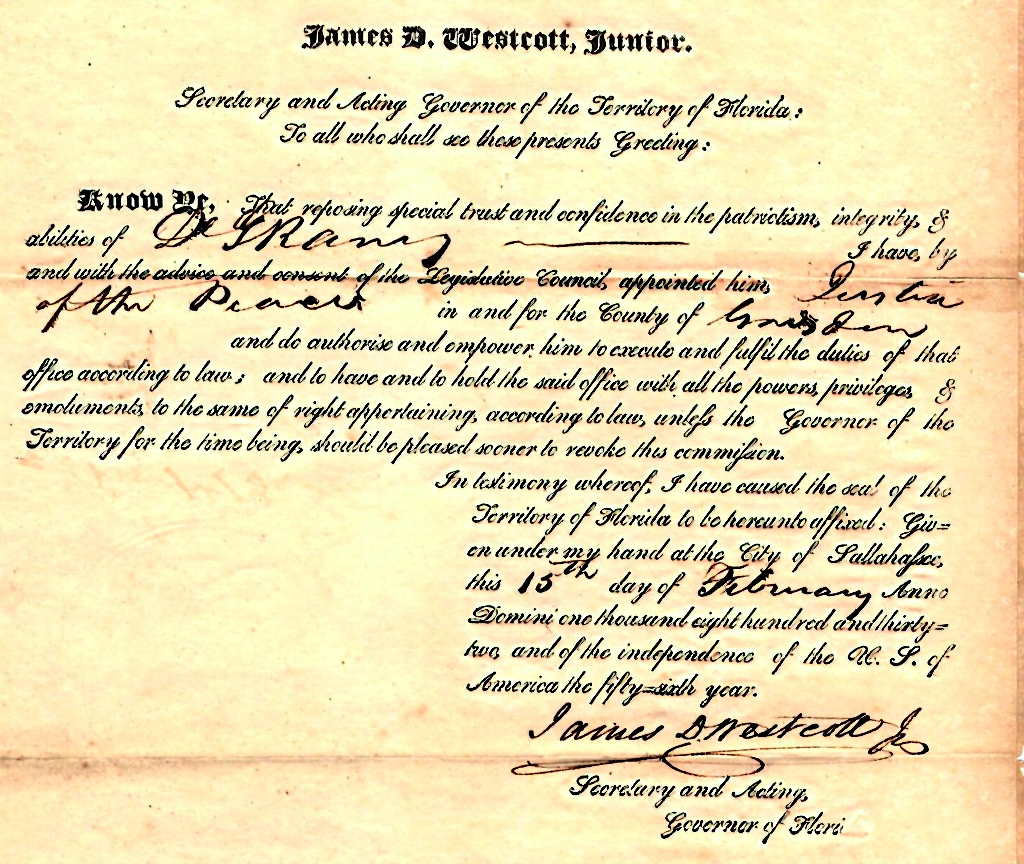 James D. Westcott, Junior.
Secretary and Acting Governor of the Territory of Florida:
To all who shall see these presents Greeting:
Know Ye, That reposing special trust and confidence in the patriotism, integrity, &
abilities of I have, by
and with the advice and consent of the Legislative Council, appointed him, Justice
of the Peace in and for the County of Gadsden
and do authorise and empower him to execute and fulfil the duties of that
office according to law; and to have and to hold the said office with all the powers, privileges, &
emoluments, to the same of right appertaining, according to law, unless the Governor of the
Territory for the time being, should be pleased sooner to revoke this commission.
In testimony whereof, I have caused the seal of the
Territory of Florida to be hereunto affixed: Giv=
en under my hand at the City of Tallahassee,
this 15th day of February Anno
Domini one thousand eight hundred and thirty=
two, and of the independence of the U. S. of
America the fifty=sixth year.
James D. Westcott Jr
Secretary and Acting,
Governor of Flori